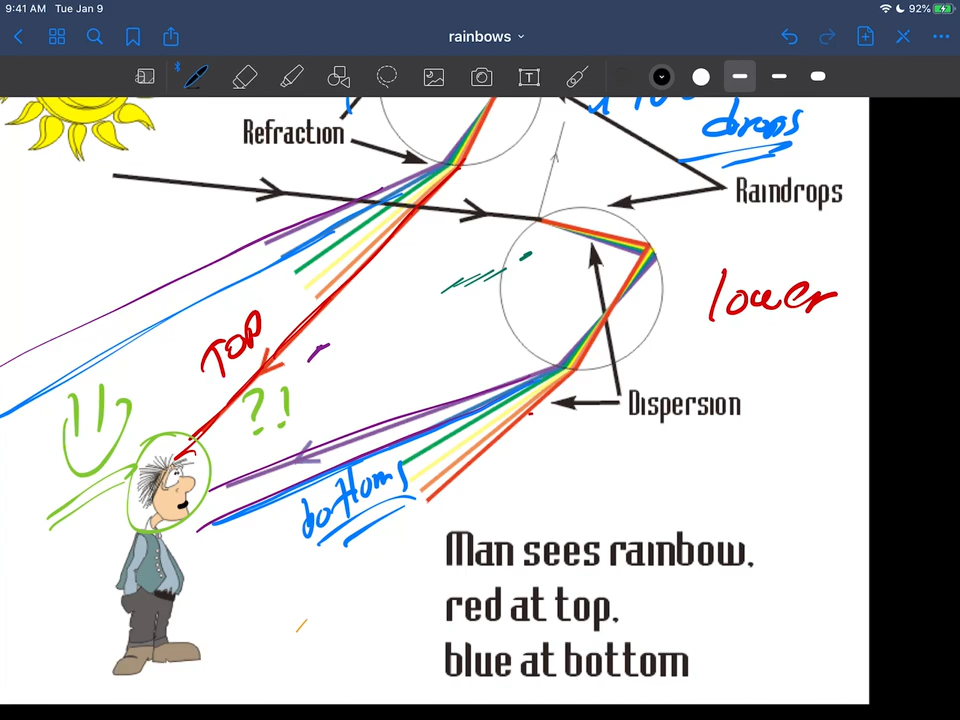 9:41 AM Tue Jan 9
92%
rainbows
T
drops
Refraction
Raindrops
lower
TOP
?!
Dispersion
bottoms
Man sees rainbow,
red at top,
blue at bottom